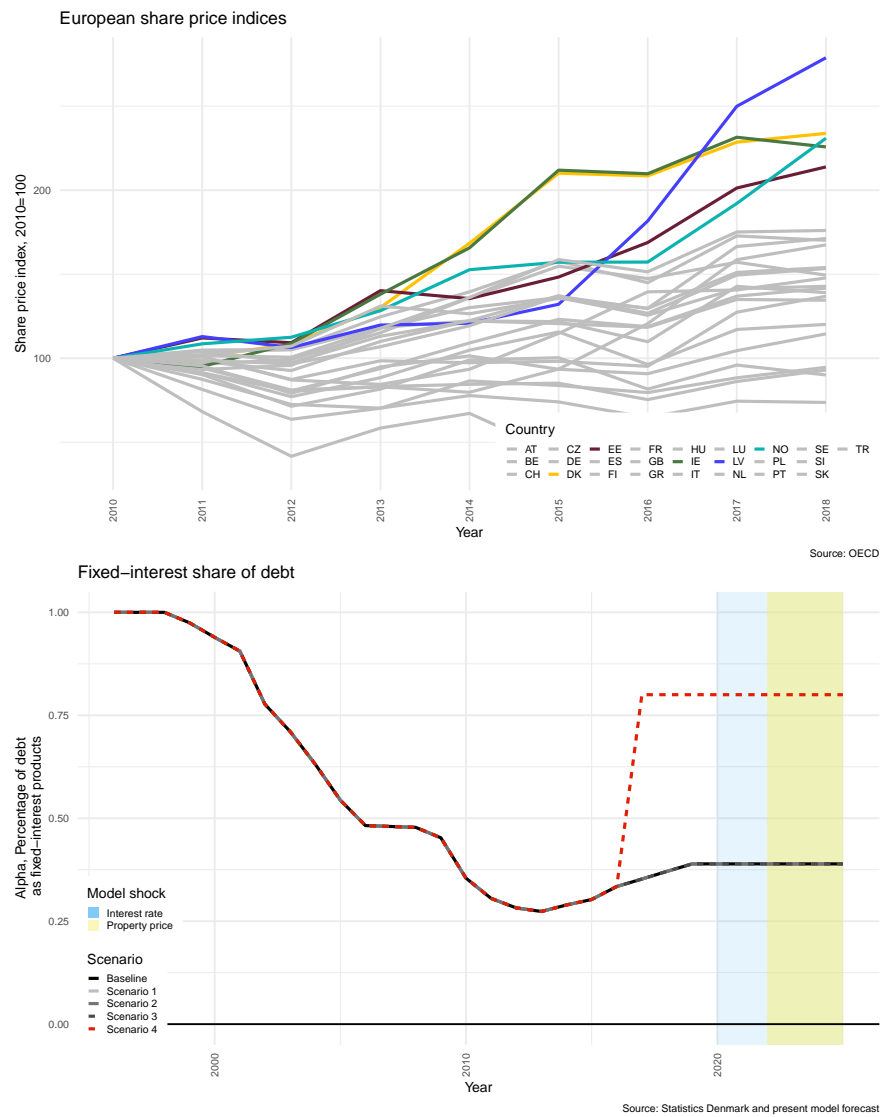 European share price indices
Share price index, 2010=100
200
100
Country
AT CZ EE FR HU LU NO SE TR
BE DE ES GB IE LV PL SI
CH DK FI GR IT NL PT SK
2010 2011 2012 2013 2014 2015 2016 2017 2018
Year
Source: OECD
Fixed−interest share of debt
Alpha, Percentage of debt
as fixed−interest products
1.00
0.75
0.50
0.25
0.00
Model shock
Interest rate
Property price
Scenario
Baseline
Scenario 1
Scenario 2
Scenario 3
Scenario 4
2000 2010 2020
Year
Source: Statistics Denmark and present model forecast